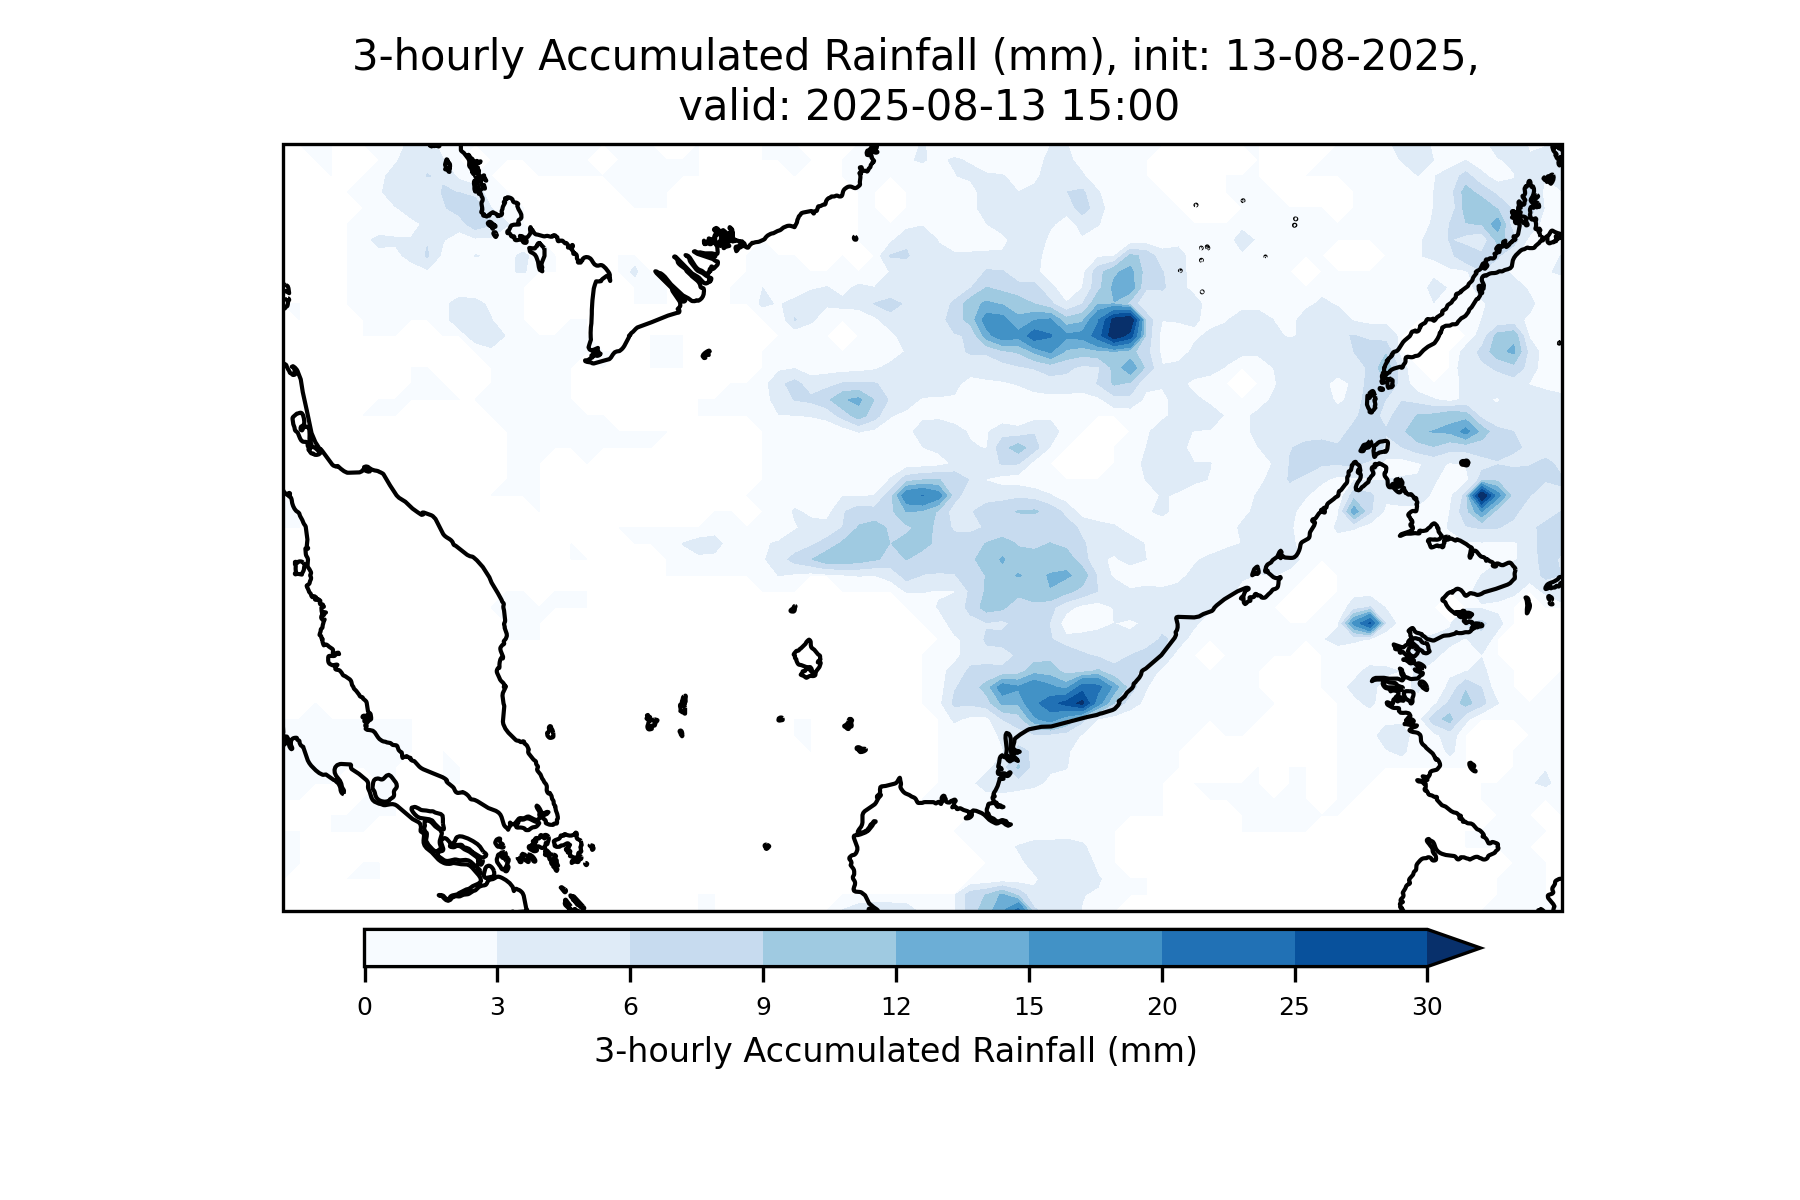 3-hourly Accumulated Rainfall (mm), init: 13-08-2025,
valid: 2025-08-13 15:00
0 3 6 9 12 15 20 25 30
3-hourly Accumulated Rainfall (mm)